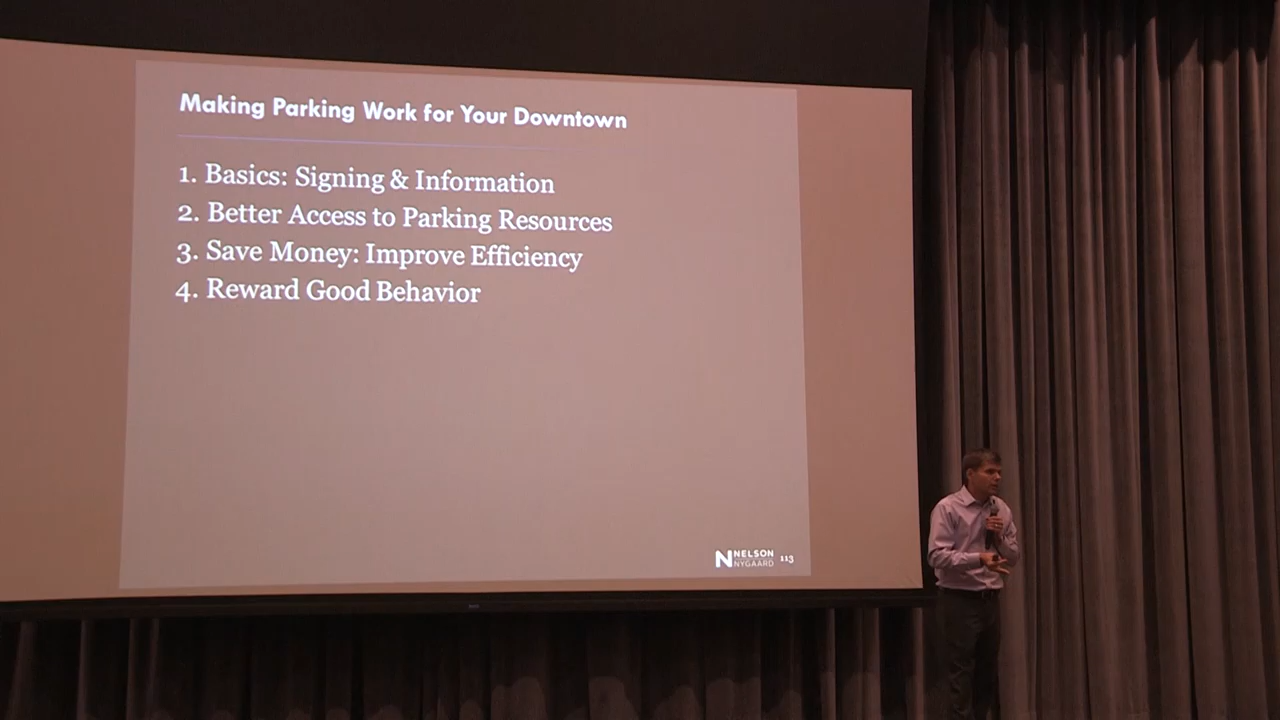 Making Parking Work for Your Downtown
1. Basics: Signing & Information
2. Better Access to Parking Resources
3. Save Money: Improve Efficiency
4. Reward Good Behavior
NELSON
NYGAARD
113